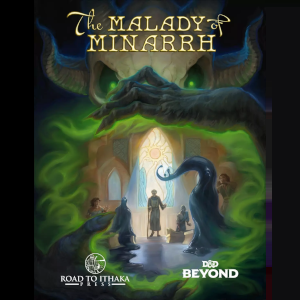 The MALADY of
MINARRH
ROAD TO ITHAKA
PRESS
D&D
BEYOND